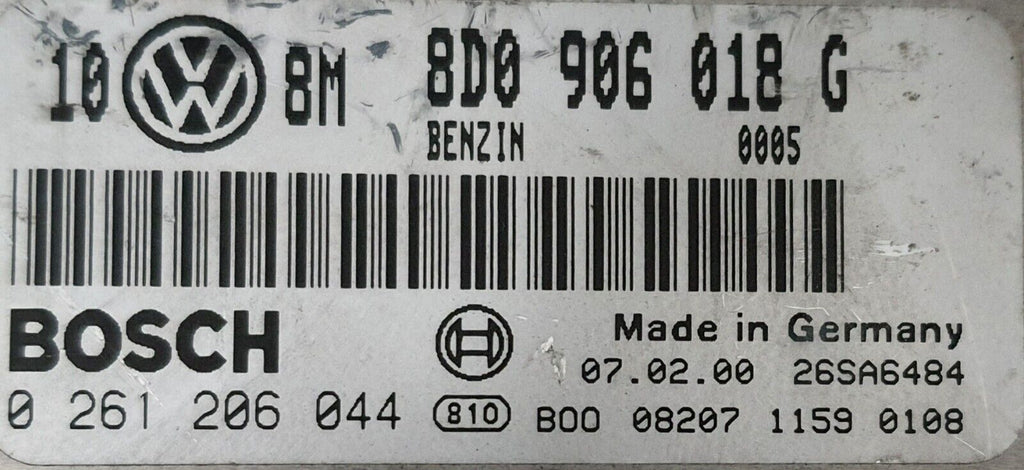 10 VW 8M 8D0 906 018 G
BENZIN 0005
BOSCH
Made in Germany
07.02.00 26SA6484
0 261 206 044 810 B00 08207 1159 0108